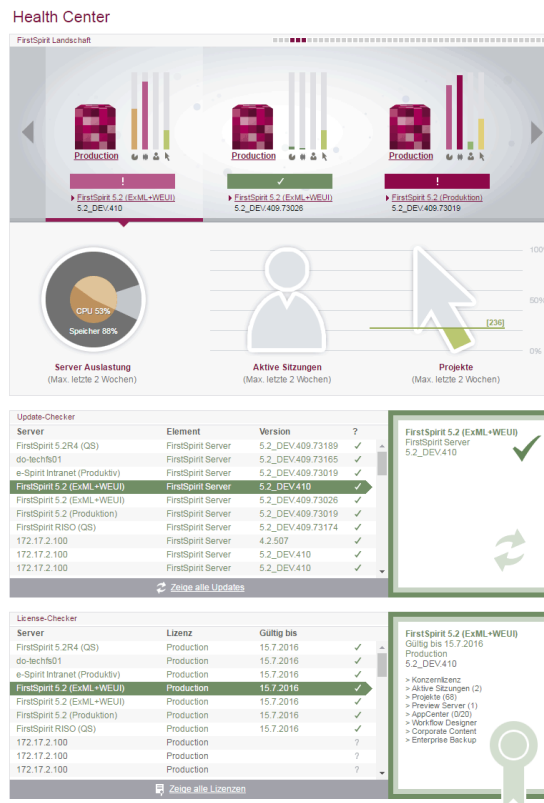 Health Center
FirstSpirit Landschaft
Production Production Production
! ✓ !
FirstSpirit 5.2 (ExML+WEUI) FirstSpirit 5.2 (ExML+WEUI) FirstSpirit 5.2 (Produktion)
5.2_DEV.410 5.2_DEV.409.73026 5.2_DEV.409.73019
100%
CPU 53%
50%
[236]
Speicher 88%
0%
Server Auslastung Aktive Sitzungen Projekte
(Max. letzte 2 Wochen) (Max. letzte 2 Wochen) (Max. letzte 2 Wochen)
Update-Checker
Server Element Version ?
FirstSpirit 5.2R4 (QS) FirstSpirit Server 5.2_DEV.409.73189 ✓
do-techfs01 FirstSpirit Server 5.2_DEV.409.73165 ✓
e-Spirit Intranet (Produktiv) FirstSpirit Server 5.2_DEV.409.73019 ✓
FirstSpirit 5.2 (ExML+WEUI) FirstSpirit Server 5.2_DEV.410 ✓
FirstSpirit 5.2 (ExML+WEUI) FirstSpirit Server 5.2_DEV.409.73026 ✓
FirstSpirit 5.2 (Produktion) FirstSpirit Server 5.2_DEV.409.73019 ✓
FirstSpirit RISO (QS) FirstSpirit Server 5.2_DEV.409.73174 ✓
172.17.2.100 FirstSpirit Server 4.2.507 ✓
172.17.2.100 FirstSpirit Server 5.2_DEV.410 ✓
172.17.2.100 FirstSpirit Server 5.2_DEV.410 ✓
Zeige alle Updates
FirstSpirit 5.2 (ExML+WEUI)
FirstSpirit Server
5.2_DEV.410
License-Checker
Server Lizenz Gültig bis
FirstSpirit 5.2R4 (QS) Production 15.7.2016 ✓
do-techfs01 Production 15.7.2016 ✓
e-Spirit Intranet (Produktiv) Production 15.7.2016 ✓
FirstSpirit 5.2 (ExML+WEUI) Production 15.7.2016 ✓
FirstSpirit 5.2 (ExML+WEUI) Production 15.7.2016 ✓
FirstSpirit 5.2 (Produktion) Production 15.7.2016 ✓
FirstSpirit RISO (QS) Production 15.7.2016 ✓
172.17.2.100 Production ?
172.17.2.100 Production ?
172.17.2.100 Production ?
Zeige alle Lizenzen
FirstSpirit 5.2 (ExML+WEUI)
Gültig bis 15.7.2016
Production
5.2_DEV.410
> Konzernlizenz
> Aktive Sitzungen (2)
> Projekte (68)
> Preview Server (1)
> AppCenter (0/20)
> Workflow Designer
> Corporate Content
> Enterprise Backup